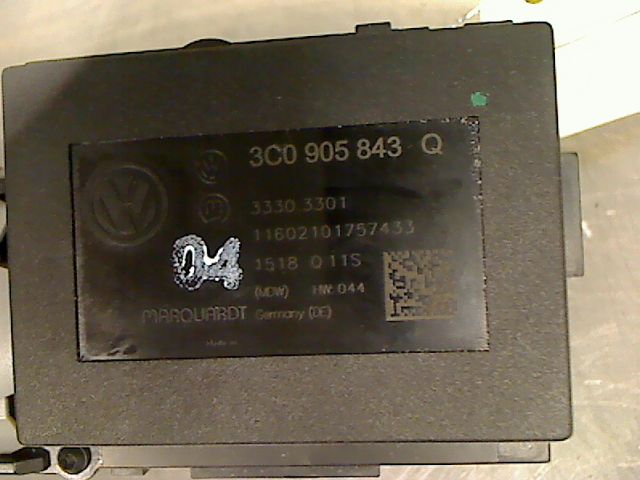 3C0 905 843 Q
3330.3301
11602101757433
04
1518 Q11S
(MDW) HW: 044
MARQUARDT Germany (DE)